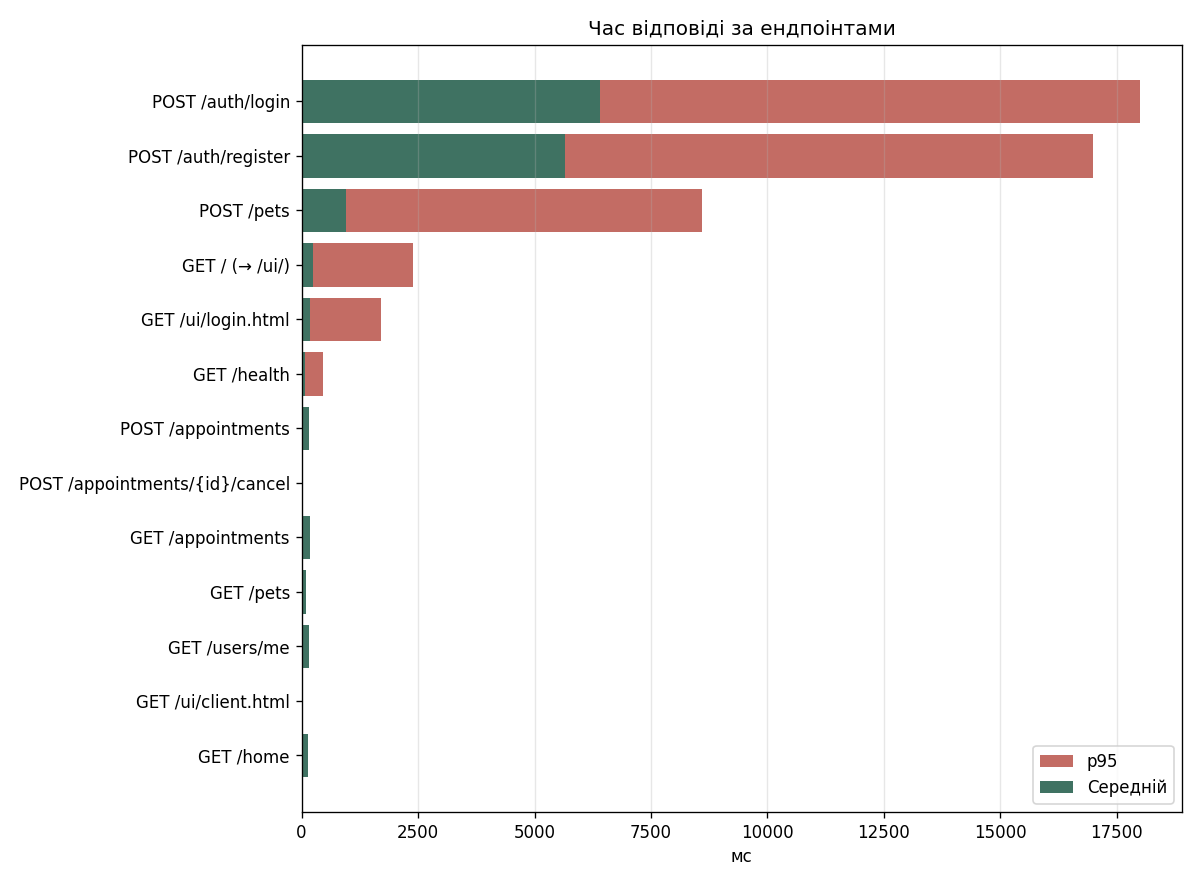 Час відповіді за ендпоінтами
POST /auth/login
POST /auth/register
POST /pets
GET / (→ /ui/)
GET /ui/login.html
GET /health
POST /appointments
POST /appointments/{id}/cancel
GET /appointments
GET /pets
GET /users/me
GET /ui/client.html
GET /home
p95
Середній
0 2500 5000 7500 10000 12500 15000 17500
мс